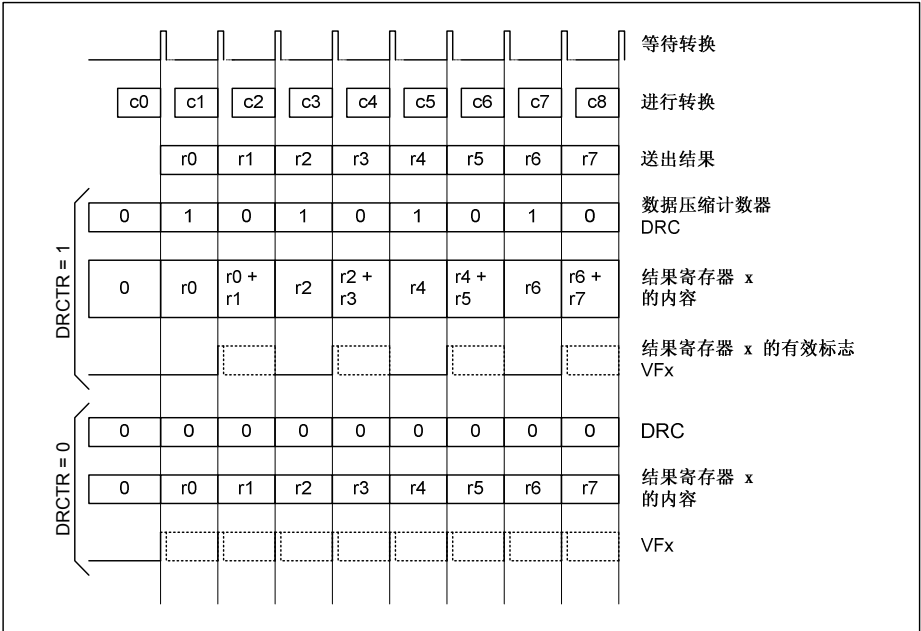 等待转换
c0 c1 c2 c3 c4 c5 c6 c7 c8 进行转换
r0 r1 r2 r3 r4 r5 r6 r7 送出结果
DRCTR = 1
数据压缩计数器
0 1 0 1 0 1 0 1 0 DRC
0 r0 r0 + r2 r2 + r4 r4 + r6 r6 + 结果寄存器 x
r1 r3 r5 r7 的内容
结果寄存器 x 的有效标志
VFx
DRCTR = 0
0 0 0 0 0 0 0 0 0 DRC
0 r0 r1 r2 r3 r4 r5 r6 r7 结果寄存器 x
的内容
VFx